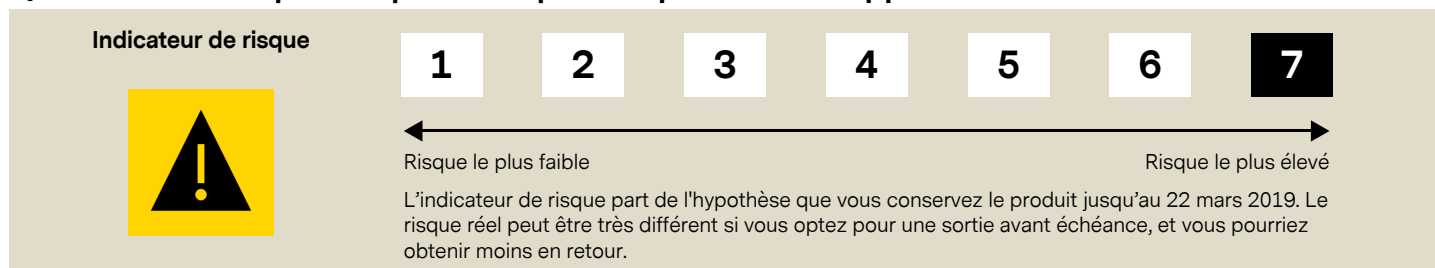 Indicateur de risque
1 2 3 4 5 6 7
Risque le plus faible Risque le plus élevé
L’indicateur de risque part de l'hypothèse que vous conservez le produit jusqu’au 22 mars 2019. Le
risque réel peut être très différent si vous optez pour une sortie avant échéance, et vous pourriez
obtenir moins en retour.